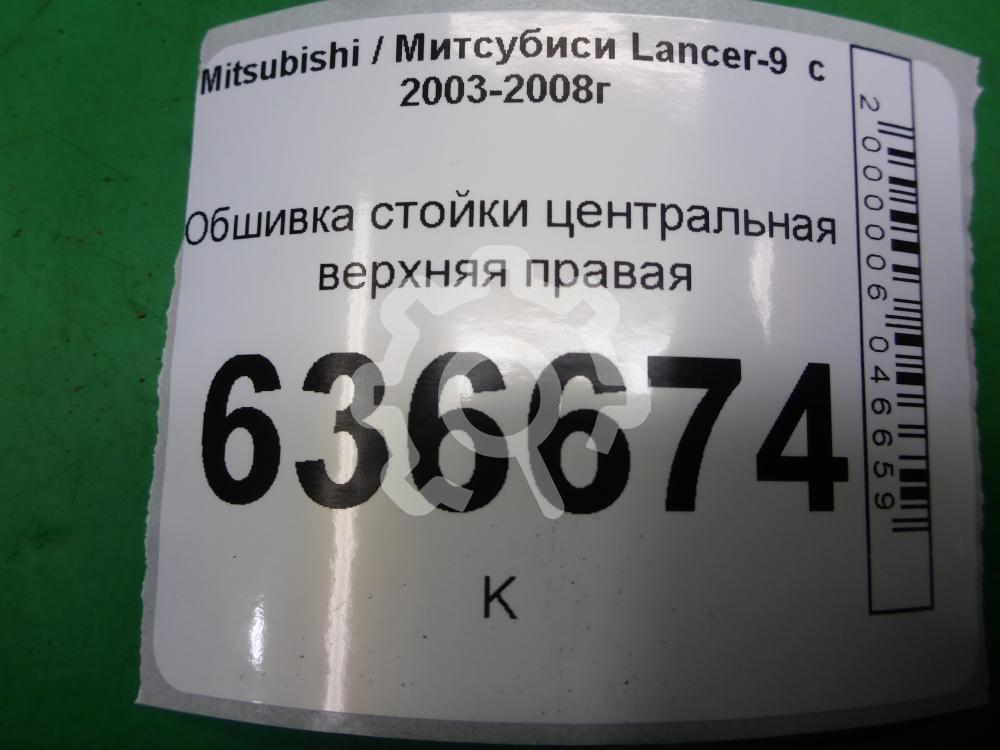 Mitsubishi / Митсубиси Lancer-9 с
2003-2008г
Обшивка стойки центральная
верхняя правая
636674
К
2000006046659